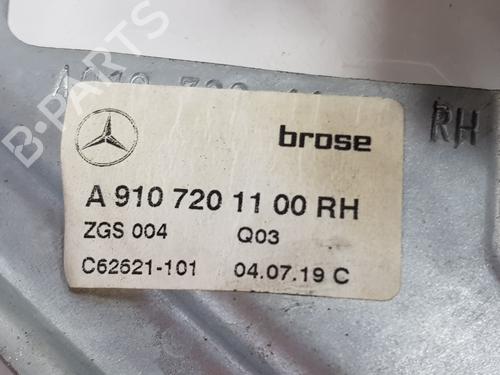 RH
brose
A 910 720 11 00 RH
ZGS 004 Q03
C62621-101 04.07.19 C
B-PARTS